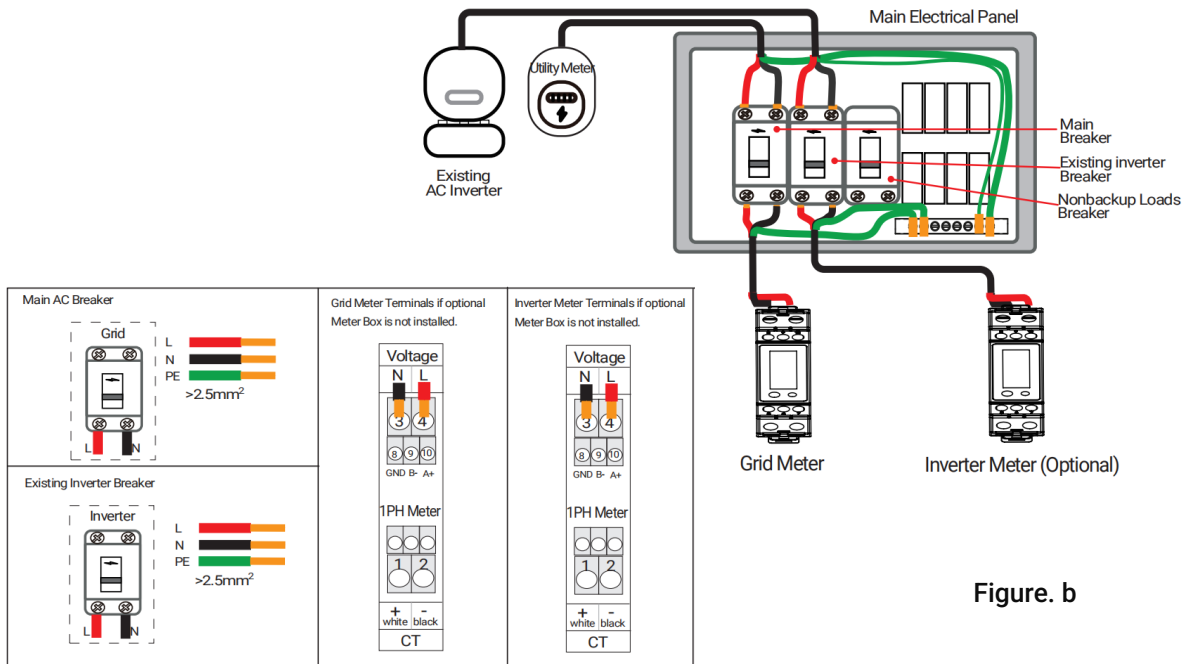 Main Electrical Panel
Utility Meter
Existing
AC Inverter
Main
Breaker
Existing inverter
Breaker
Nonbackup Loads
Breaker
Grid Meter
Inverter Meter (Optional)
Main AC Breaker
Grid
L
N
PE
>2.5mm²
L
N
Existing Inverter Breaker
Inverter
L
N
PE
>2.5mm²
L
N
Grid Meter Terminals if optional
Meter Box is not installed.
Voltage
N L
3 4
8 9 10
GND B- A+
1PH Meter
1 2
+ -
white black
CT
Inverter Meter Terminals if optional
Meter Box is not installed.
Voltage
N L
3 4
8 9 10
GND B- A+
1PH Meter
1 2
+ -
white black
CT
Figure. b